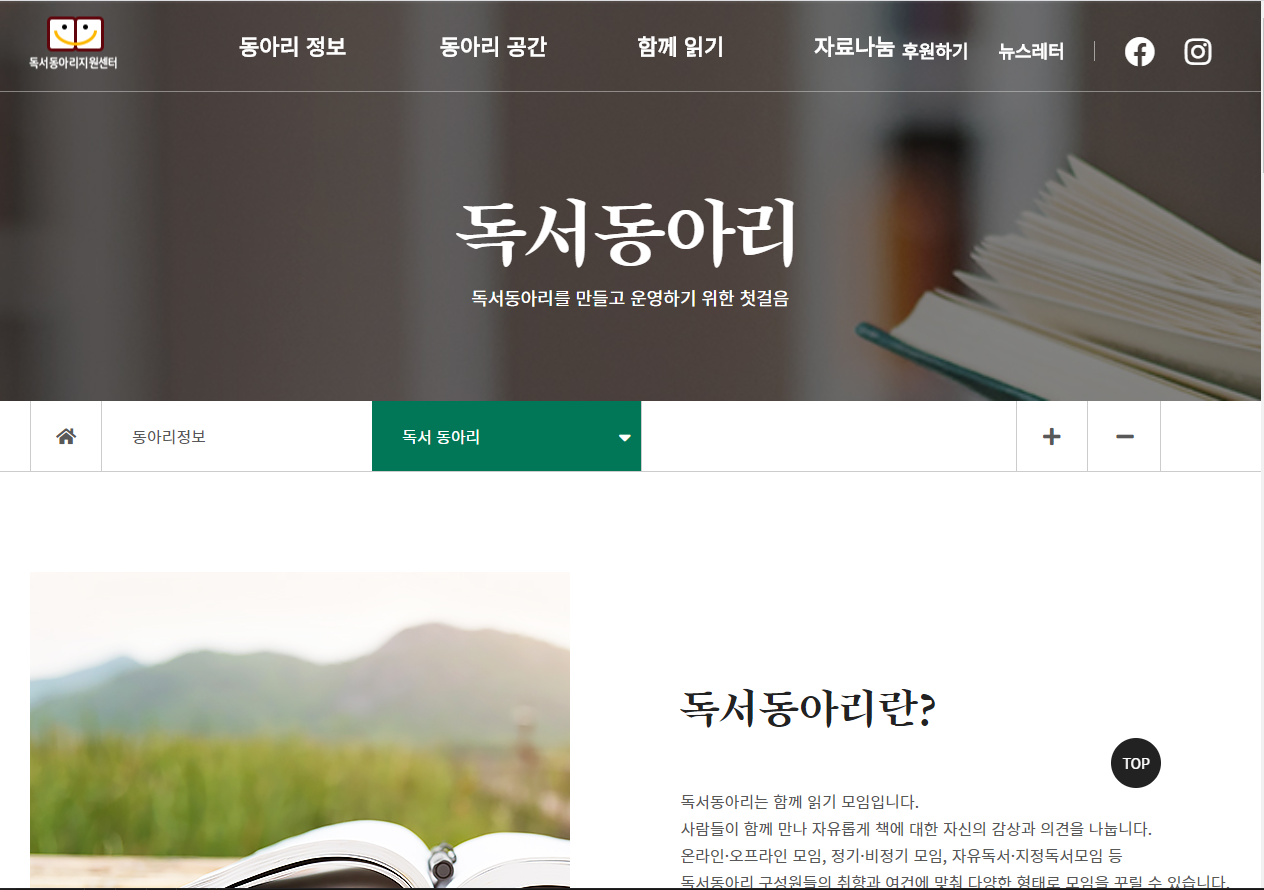 독서동아리지원센터
동아리 정보
동아리 공간
함께 읽기
자료나눔
후원하기
뉴스레터
독서동아리
독서동아리를 만들고 운영하기 위한 첫걸음
동아리정보
독서 동아리
독서동아리란?
TOP
독서동아리는 함께 읽기 모임입니다.
사람들이 함께 만나 자유롭게 책에 대한 자신의 감상과 의견을 나눕니다.
온라인·오프라인 모임, 정기·비정기 모임, 자유독서·지정독서모임 등
독서동아리 구성원들의 취향과 여건에 맞춰 다양한 형태로 모임을 꾸릴 수 있습니다.